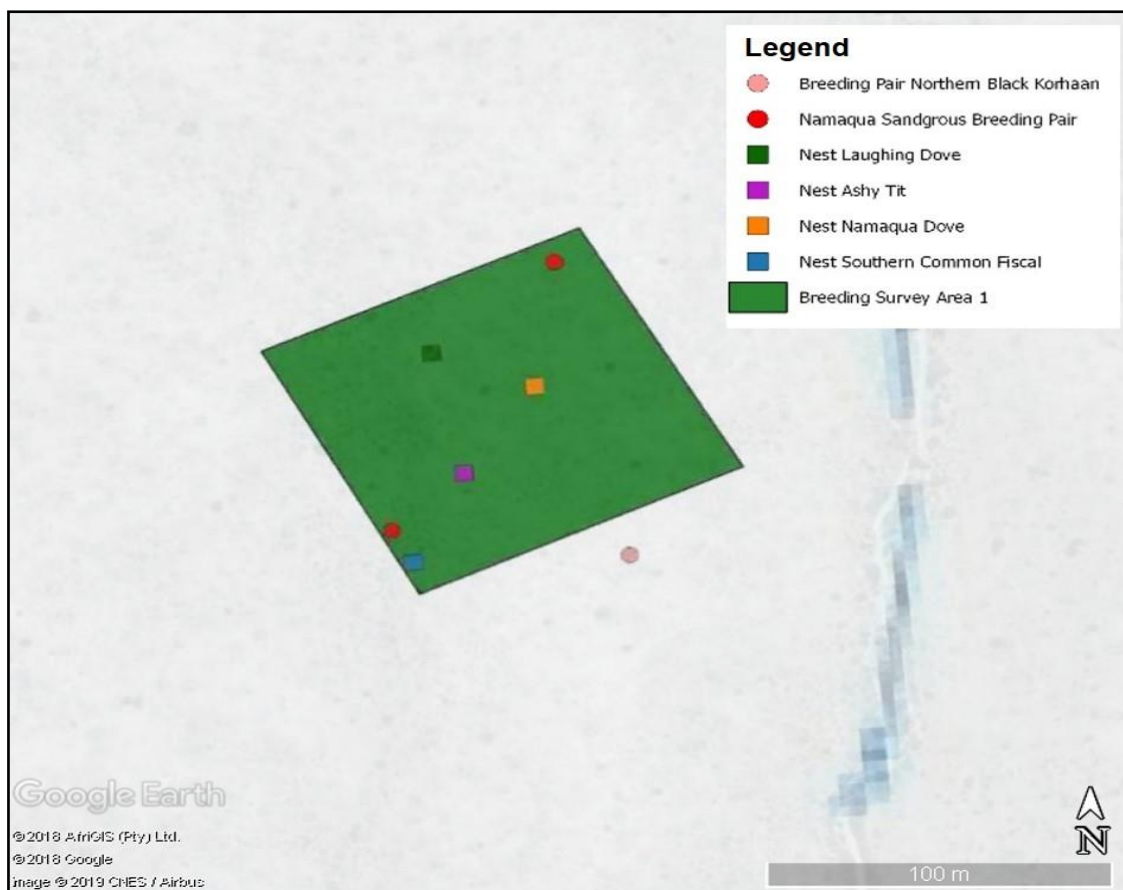 Legend
Breeding Pair Northern Black Korhaan
Namaqua Sandgrous Breeding Pair
Nest Laughing Dove
Nest Ashy Tit
Nest Namaqua Dove
Nest Southern Common Fiscal
Breeding Survey Area 1
Google Earth
©2018 AfriGIS (Pty) Ltd.
©2018 Google
Image ©2019 CNES / Airbus
N
100 m